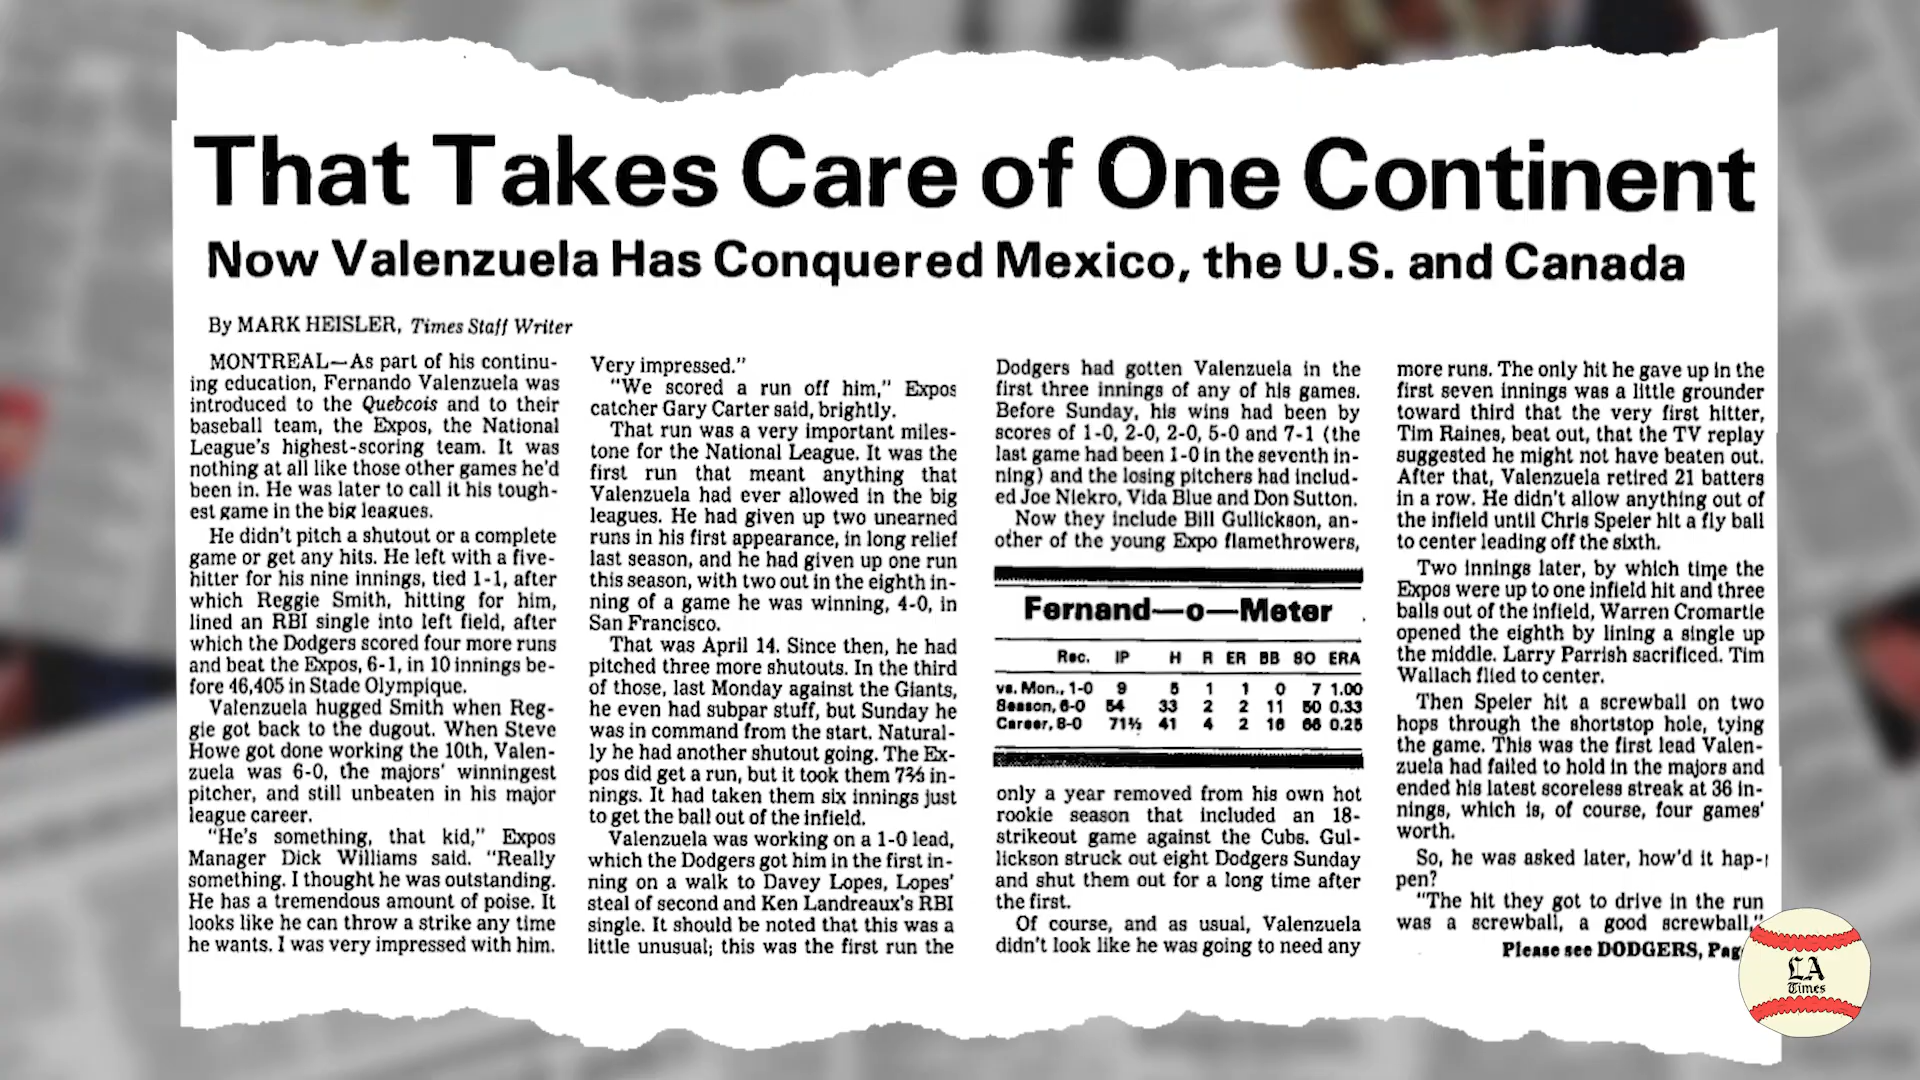 That Takes Care of One Continent
Now Valenzuela Has Conquered Mexico, the U.S. and Canada
By MARK HEISLER, Times Staff Writer
MONTREAL—As part of his continu-
ing education, Fernando Valenzuela was
introduced to the Quebcois and to their
baseball team, the Expos, the National
League's highest-scoring team. It was
nothing at all like those other games he'd
been in. He was later to call it his tough-
est game in the big leagues.
He didn't pitch a shutout or a complete
game or get any hits. He left with a five-
hitter for his nine innings, tied 1-1, after
which Reggie Smith, hitting for him,
lined an RBI single into left field, after
which the Dodgers scored four more runs
and beat the Expos, 6-1, in 10 innings be-
fore 46,405 in Stade Olympique.
Valenzuela hugged Smith when Reg-
gie got back to the dugout. When Steve
Howe got done working the 10th, Valen-
zuela was 6-0, the majors' winningest
pitcher, and still unbeaten in his major
league career.
"He's something, that kid," Expos
Manager Dick Williams said. "Really
something. I thought he was outstanding.
He has a tremendous amount of poise. It
looks like he can throw a strike any time
he wants. I was very impressed with him.
Very impressed."
"We scored a run off him," Expos
catcher Gary Carter said, brightly.
That run was a very important miles-
tone for the National League. It was the
first run that meant anything that
Valenzuela had ever allowed in the big
leagues. He had given up two unearned
runs in his first appearance, in long relief
last season, and he had given up one run
this season, with two out in the eighth in-
ning of a game he was winning, 4-0, in
San Francisco.
That was April 14. Since then, he had
pitched three more shutouts. In the third
of those, last Monday against the Giants,
he even had subpar stuff, but Sunday he
was in command from the start. Natural-
ly he had another shutout going. The Ex-
pos did get a run, but it took them 7⅔ in-
nings. It had taken them six innings just
to get the ball out of the infield.
Valenzuela was working on a 1-0 lead,
which the Dodgers got him in the first in-
ning on a walk to Davey Lopes, Lopes'
steal of second and Ken Landreaux's RBI
single. It should be noted that this was a
little unusual; this was the first run the
Dodgers had gotten Valenzuela in the
first three innings of any of his games.
Before Sunday, his wins had been by
scores of 1-0, 2-0, 2-0, 5-0 and 7-1 (the
last game had been 1-0 in the seventh in-
ning) and the losing pitchers had includ-
ed Joe Niekro, Vida Blue and Don Sutton.
Now they include Bill Gullickson, an-
other of the young Expo flamethrowers,
Fernand—o—Meter
Rec. IP H R ER BB SO ERA
vs. Mon., 1-0 9 5 1 1 0 7 1.00
Season, 6-0 54 33 2 2 11 50 0.33
Career, 8-0 71⅔ 41 4 2 16 66 0.25
only a year removed from his own hot
rookie season that included an 18-
strikeout game against the Cubs. Gul-
lickson struck out eight Dodgers Sunday
and shut them out for a long time after
the first.
Of course, and as usual, Valenzuela
didn't look like he was going to need any
more runs. The only hit he gave up in the
first seven innings was a little grounder
toward third that the very first hitter,
Tim Raines, beat out, that the TV replay
suggested he might not have beaten out.
After that, Valenzuela retired 21 batters
in a row. He didn't allow anything out of
the infield until Chris Speier hit a fly ball
to center leading off the sixth.
Two innings later, by which time the
Expos were up to one infield hit and three
balls out of the infield, Warren Cromartie
opened the eighth by lining a single up
the middle. Larry Parrish sacrificed. Tim
Wallach flied to center.
Then Speier hit a screwball on two
hops through the shortstop hole, tying
the game. This was the first lead Valen-
zuela had failed to hold in the majors and
ended his latest scoreless streak at 36 in-
nings, which is, of course, four games'
worth.
So, he was asked later, how'd it hap-
pen?
"The hit they got to drive in the run
was a screwball, a good screwball,"
Please see DODGERS, Pag
LA
Times